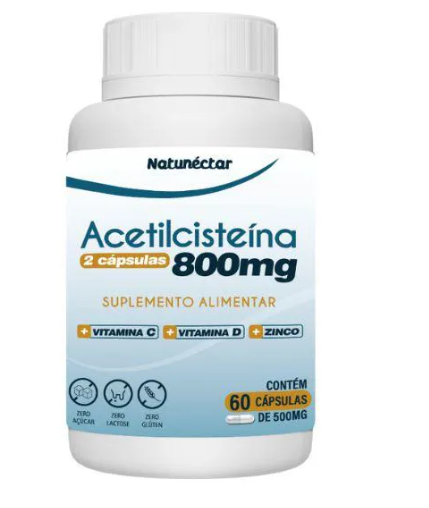 Natunéctar
Acetilcisteína
2 cápsulas 800mg
SUPLEMENTO ALIMENTAR
+ VITAMINA C + VITAMINA D + ZINCO
CONTÉM
60 CÁPSULAS
DE 500MG
ZERO AÇÚCAR
ZERO LACTOSE
ZERO GLÚTEN